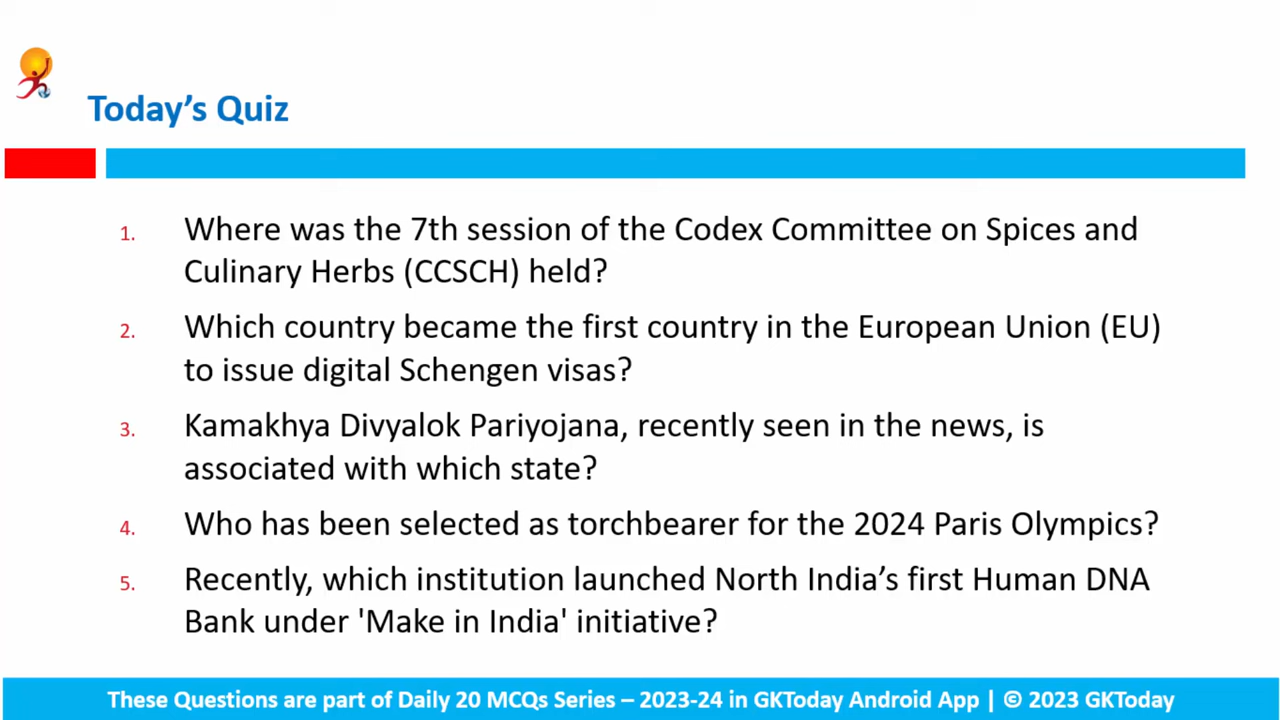 Today’s Quiz
1. Where was the 7th session of the Codex Committee on Spices and
Culinary Herbs (CCSCH) held?
2. Which country became the first country in the European Union (EU)
to issue digital Schengen visas?
3. Kamakhya Divyalok Pariyojana, recently seen in the news, is
associated with which state?
4. Who has been selected as torchbearer for the 2024 Paris Olympics?
5. Recently, which institution launched North India’s first Human DNA
Bank under 'Make in India' initiative?
These Questions are part of Daily 20 MCQs Series – 2023-24 in GKToday Android App | © 2023 GKToday